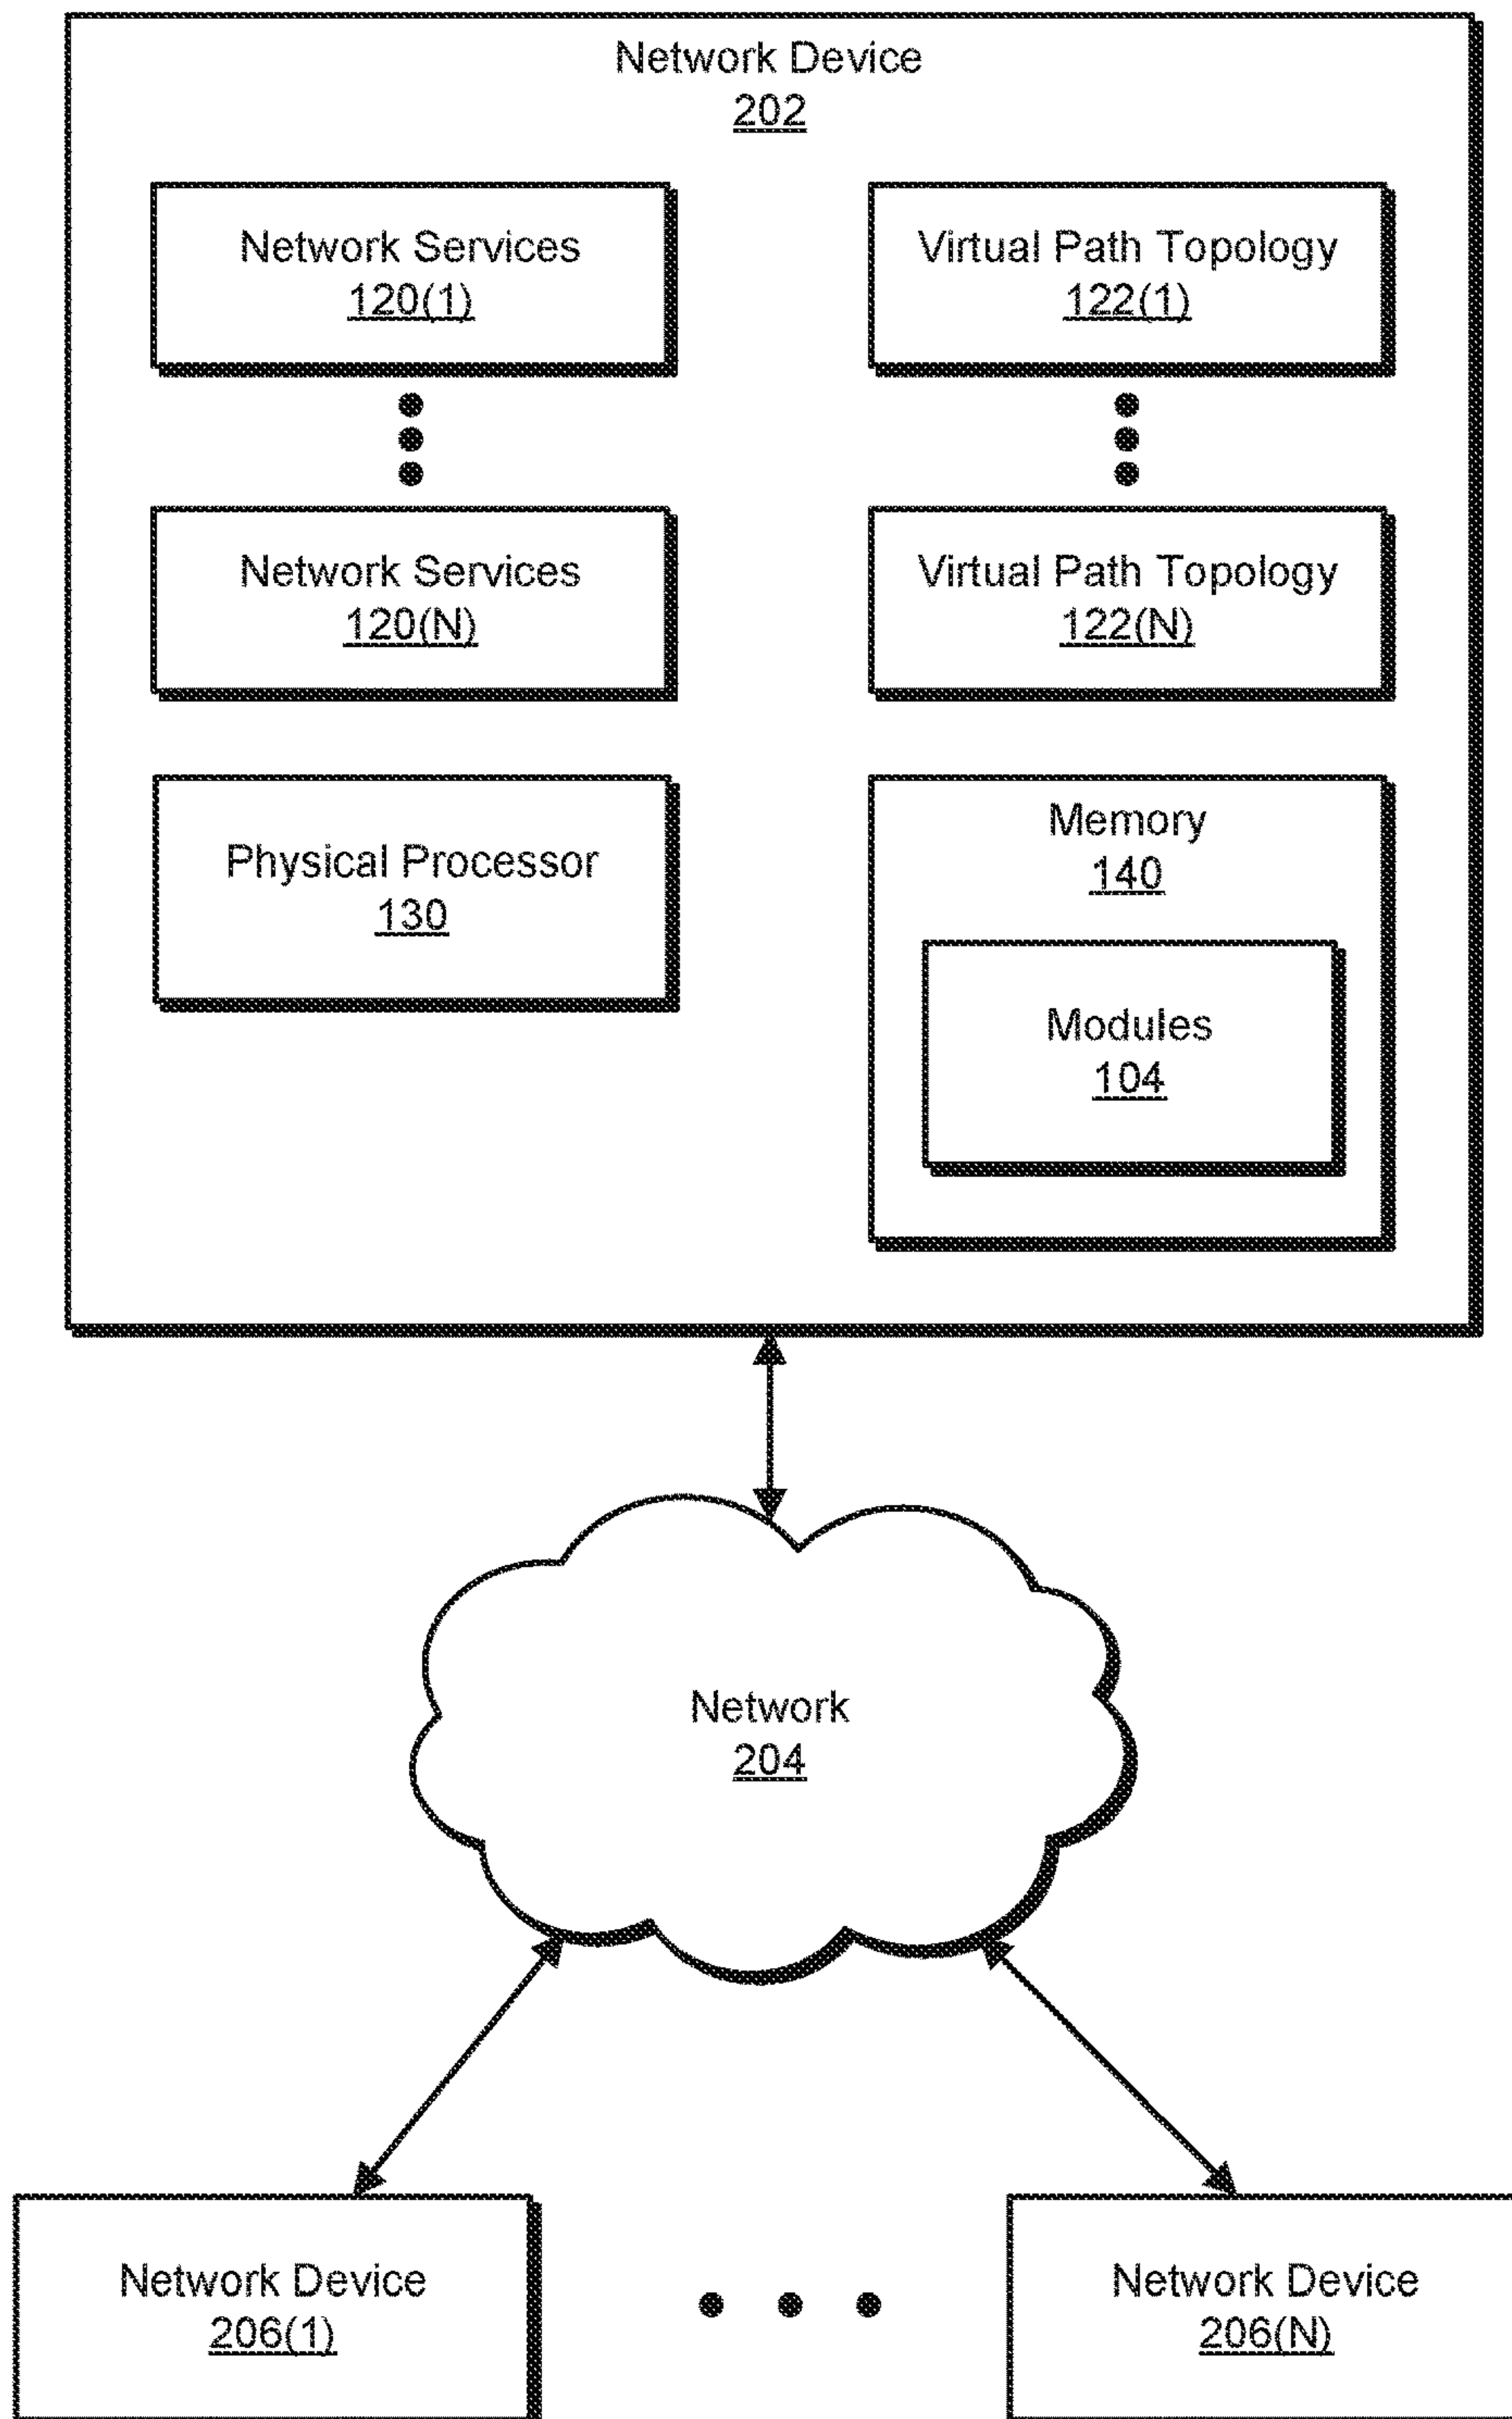 Network Device
202
Network Services
120(1)
Virtual Path Topology
122(1)
Network Services
120(N)
Virtual Path Topology
122(N)
Physical Processor
130
Memory
140
Modules
104
Network
204
Network Device
206(1)
Network Device
206(N)